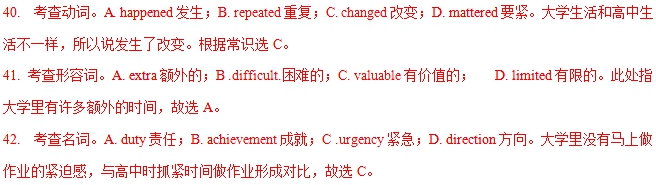 40. 考查动词。A. happened 发生；B. repeated 重复；C. changed 改变；D. mattered 要紧。大学生活和高中生
活不一样，所以说发生了改变。根据常识选 C。
41. 考查形容词。A. extra 额外的；B .difficult.困难的；C. valuable 有价值的； D. limited 有限的。此处指
大学里有许多额外的时间，故选 A。
42. 考查名词。A. duty 责任；B. achievement 成就；C .urgency 紧急；D. direction 方向。大学里没有马上做
作业的紧迫感，与高中时抓紧时间做作业形成对比，故选 C。